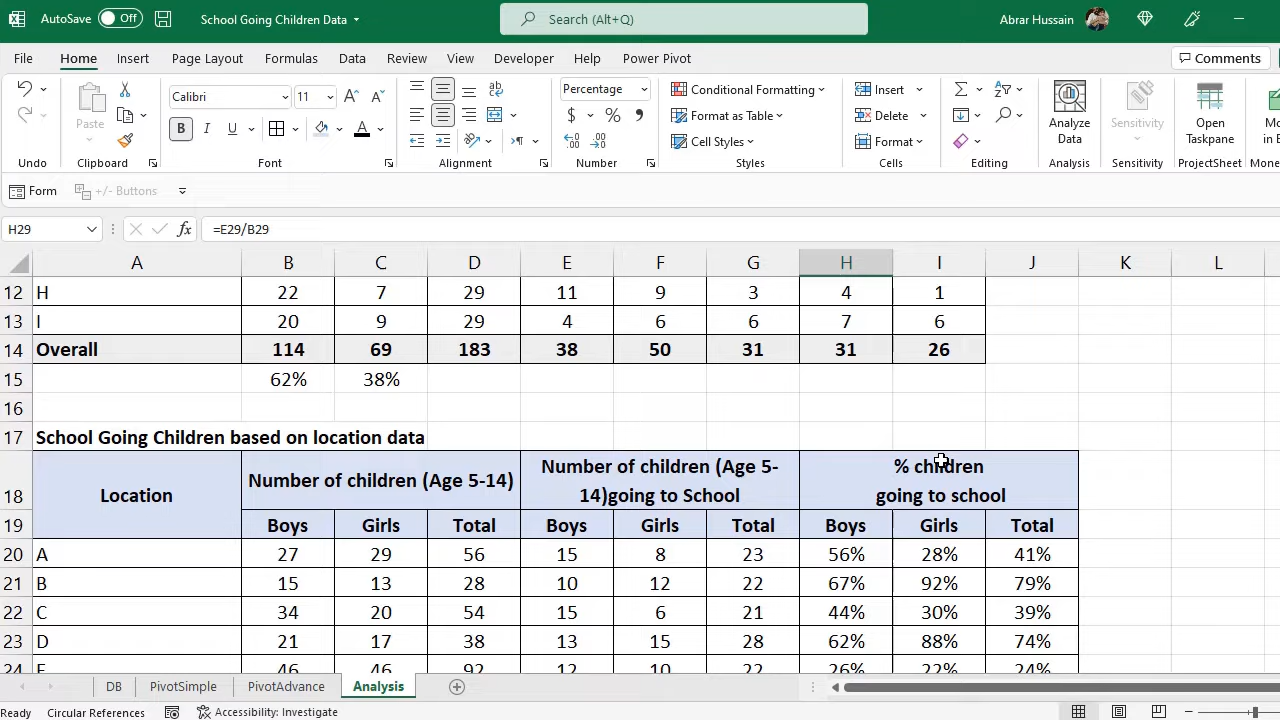 AutoSave Off School Going Children Data Search (Alt+Q) Abrar Hussain
File Home Insert Page Layout Formulas Data Review View Developer Help Power Pivot Comments
Calibri 11 Percentage Conditional Formatting Insert
Paste Format as Table Delete Analyze Data Sensitivity Open Taskpane
B I U A $ % Cell Styles Format
Undo Clipboard Font Alignment Number Styles Cells Editing Analysis Sensitivity ProjectSheet
Form +/- Buttons
H29 fx =E29/B29
A B C D E F G H I J K L
12 H 22 7 29 11 9 3 4 1
13 I 20 9 29 4 6 6 7 6
14 Overall 114 69 183 38 50 31 31 26
15 62% 38%
16
17 School Going Children based on location data
18 Location Number of children (Age 5-14) Number of children (Age 5-14)going to School % children going to school
19 Boys Girls Total Boys Girls Total Boys Girls Total
20 A 27 29 56 15 8 23 56% 28% 41%
21 B 15 13 28 10 12 22 67% 92% 79%
22 C 34 20 54 15 6 21 44% 30% 39%
23 D 21 17 38 13 15 28 62% 88% 74%
24 E 46 46 92 12 10 22 26% 22% 24%
DB PivotSimple PivotAdvance Analysis
Ready Circular References Accessibility: Investigate